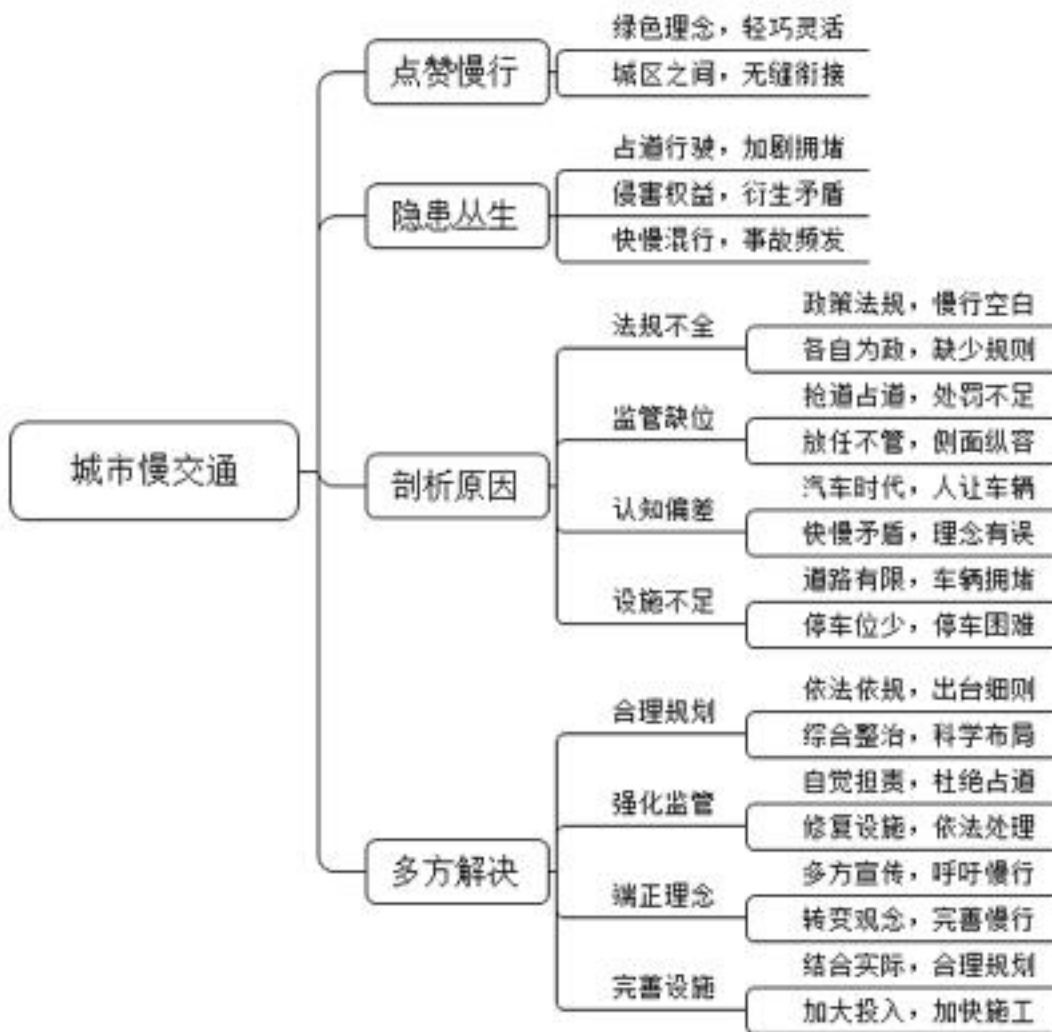 城市慢交通
点赞慢行
绿色理念，轻巧灵活
城区之间，无缝衔接
隐患丛生
占道行驶，加剧拥堵
侵害权益，衍生矛盾
快慢混行，事故频发
剖析原因
法规不全
政策法规，慢行空白
各自为政，缺少规则
监管缺位
抢道占道，处罚不足
放任不管，侧面纵容
认知偏差
汽车时代，人让车辆
快慢矛盾，理念有误
设施不足
道路有限，车辆拥堵
停车位少，停车困难
多方解决
合理规划
依法依规，出台细则
综合整治，科学布局
强化监管
自觉担责，杜绝占道
修复设施，依法处理
端正理念
多方宣传，呼吁慢行
转变观念，完善慢行
完善设施
结合实际，合理规划
加大投入，加快施工